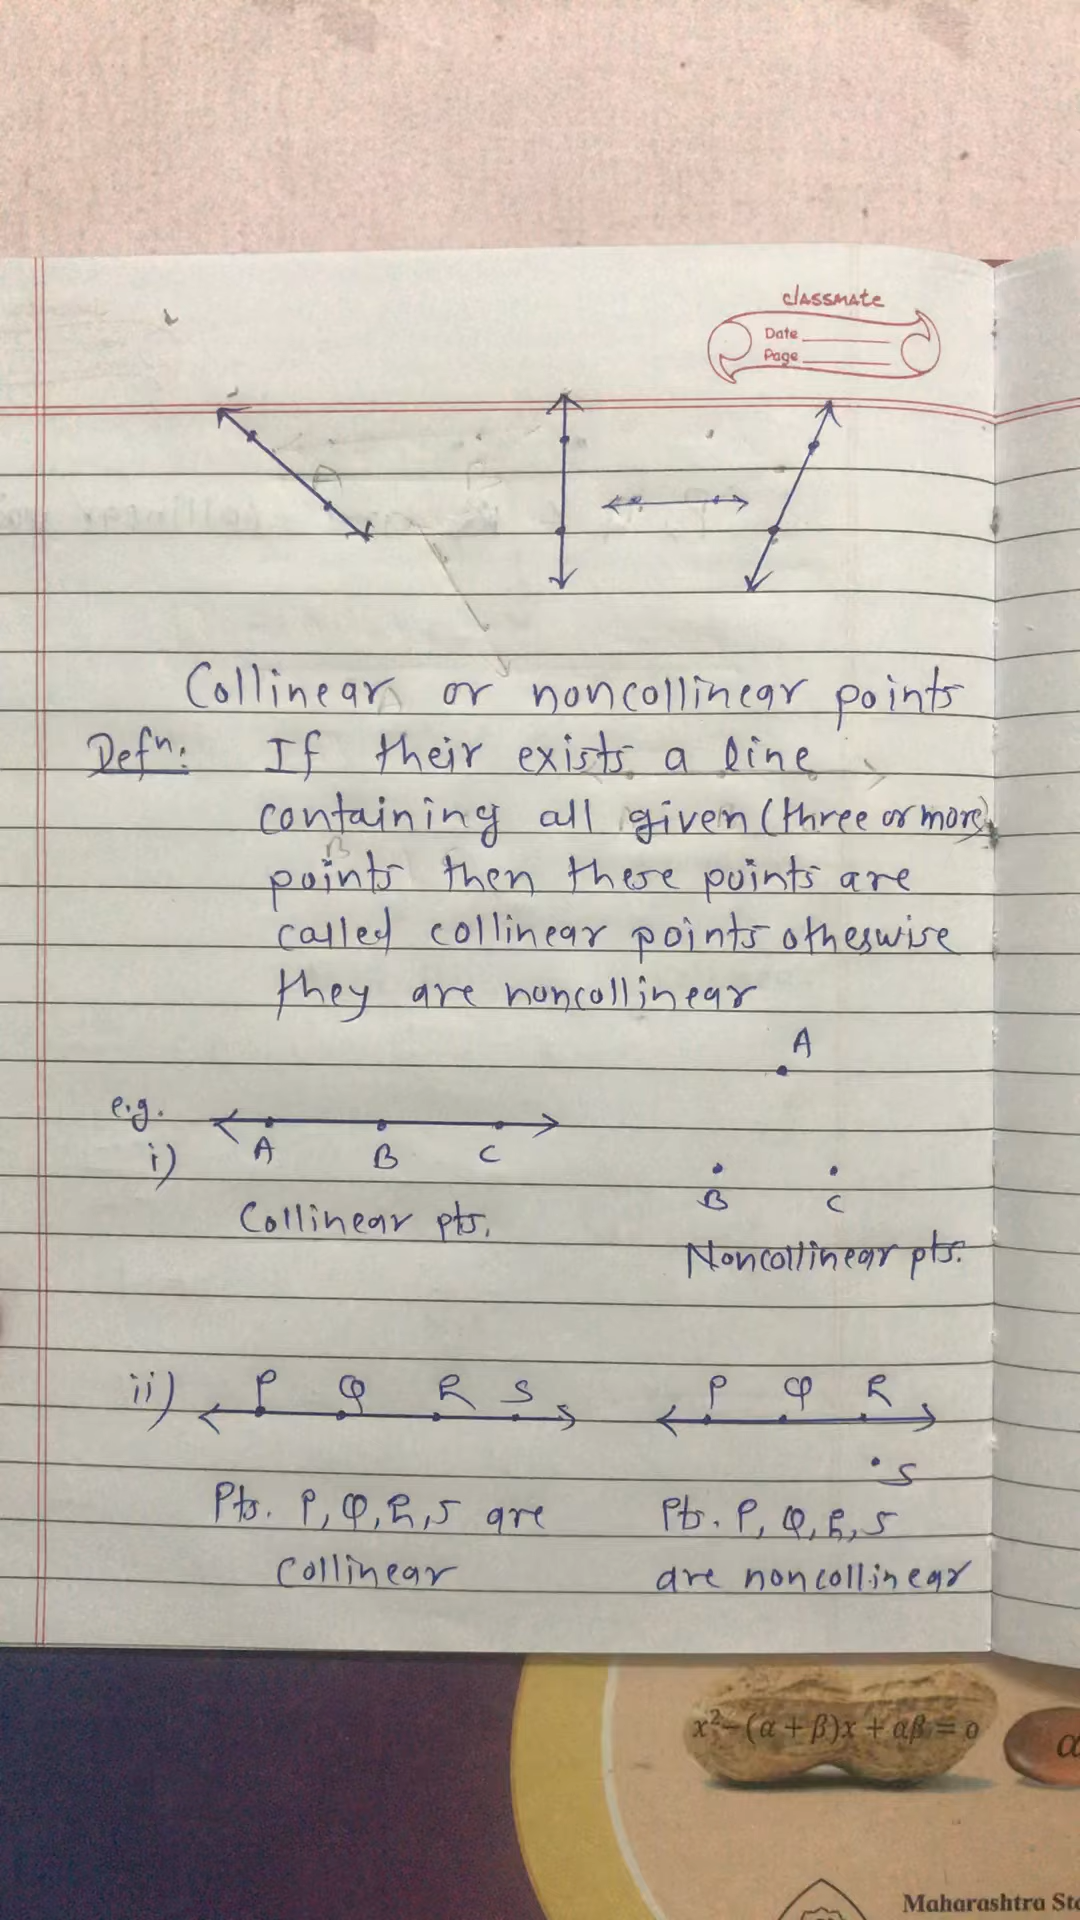 classmate
Date
Page
Collinear or noncollinear points
Defn: If their exists a line
containing all given (three or more)
points then these points are
called collinear points otheswise
they are noncollinear
A
e.g.
i) A B C
B C
Collinear pts.
Noncollinear pts.
ii) P Q R S P Q R
S
Pts. P, Q, R, S are
collinear
Pts. P, Q, R, S
are noncollinear
x²-(α+β)x+αβ=0
α
Maharashtra Sta